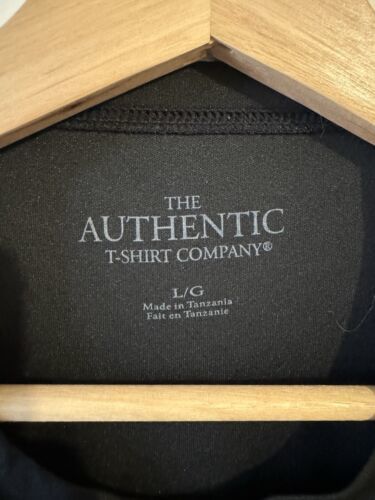 THE
AUTHENTIC
T-SHIRT COMPANY®
L/G
Made in Tanzania
Fait en Tanzanie